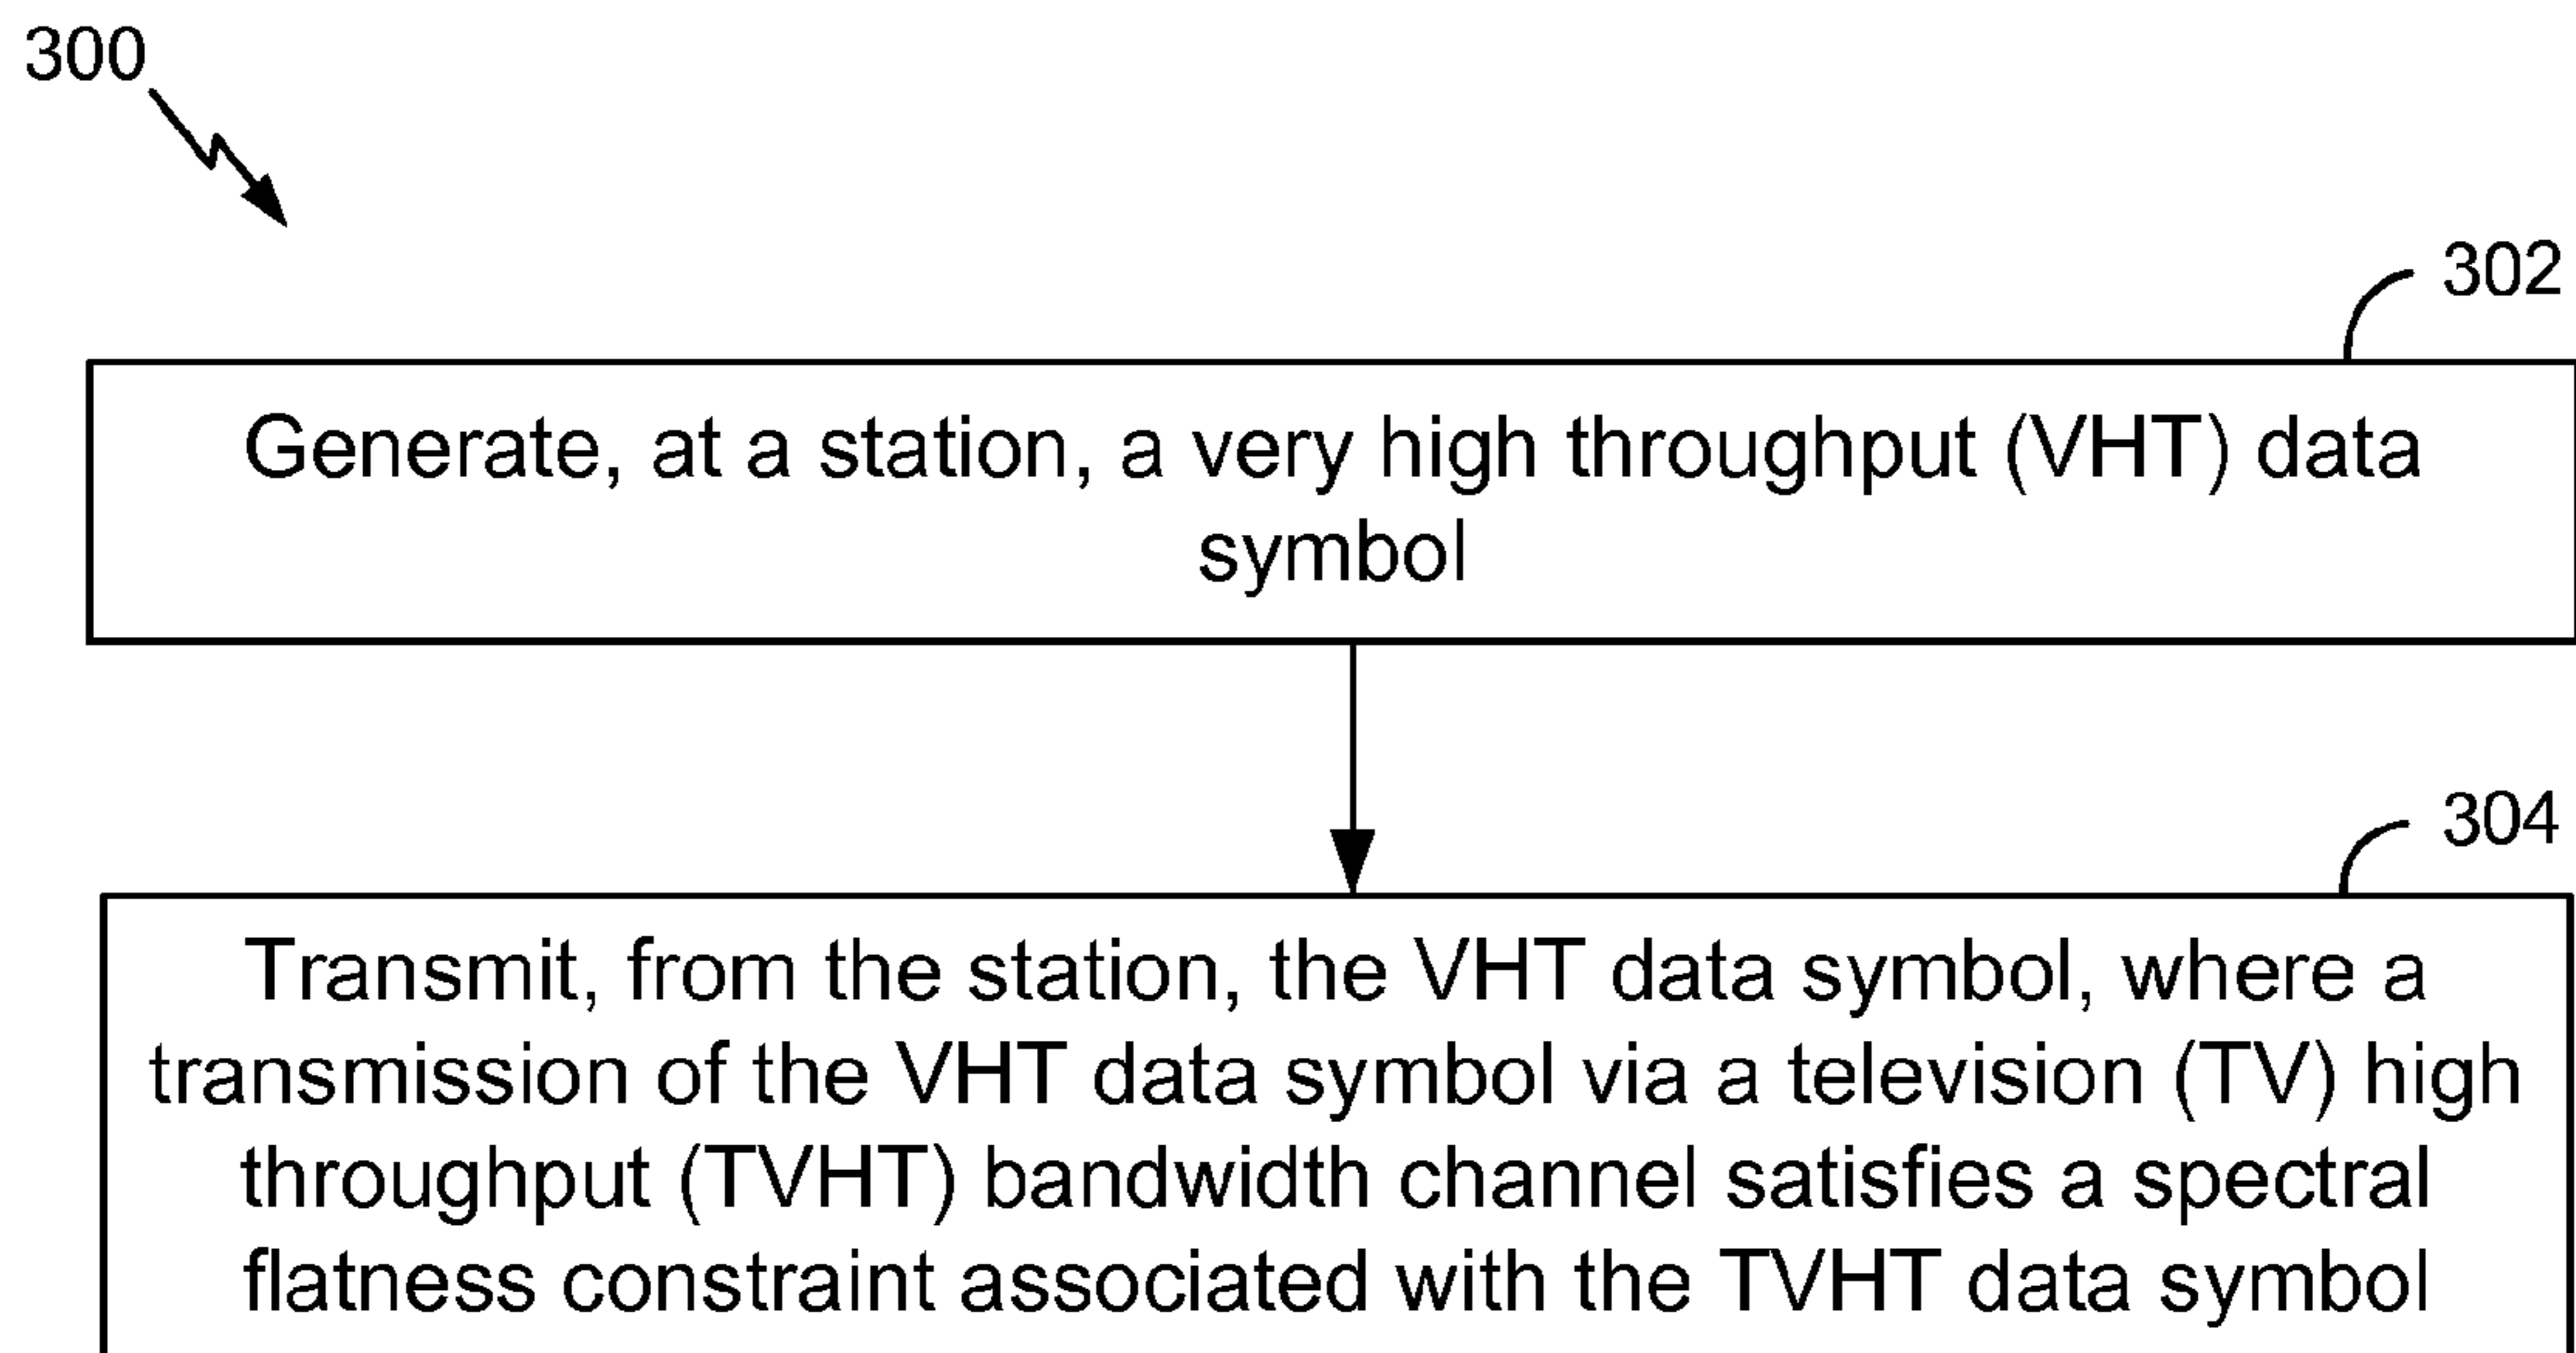 300
302
Generate, at a station, a very high throughput (VHT) data
symbol
304
Transmit, from the station, the VHT data symbol, where a
transmission of the VHT data symbol via a television (TV) high
throughput (TVHT) bandwidth channel satisfies a spectral
flatness constraint associated with the TVHT data symbol